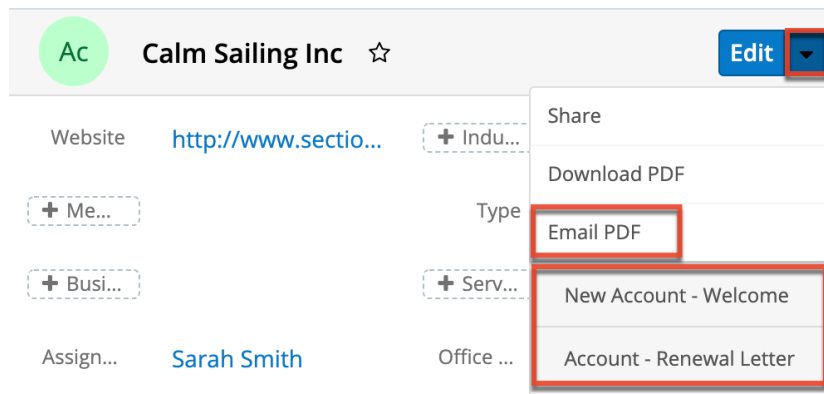 Ac Calm Sailing Inc Edit
Share
Website http://www.sectio... + Indu...
Download PDF
+ Me... Type
Email PDF
+ Busi... + Serv...
New Account - Welcome
Assign... Sarah Smith Office ...
Account - Renewal Letter